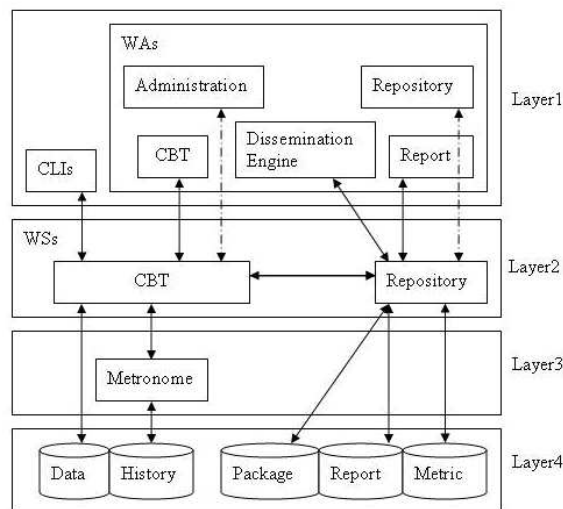 WAs
Administration
Repository
Layer1
Dissemination
Engine
CBT
Report
CLIs
WSs
CBT
Repository
Layer2
Metronome
Layer3
Data
History
Package
Report
Metric
Layer4